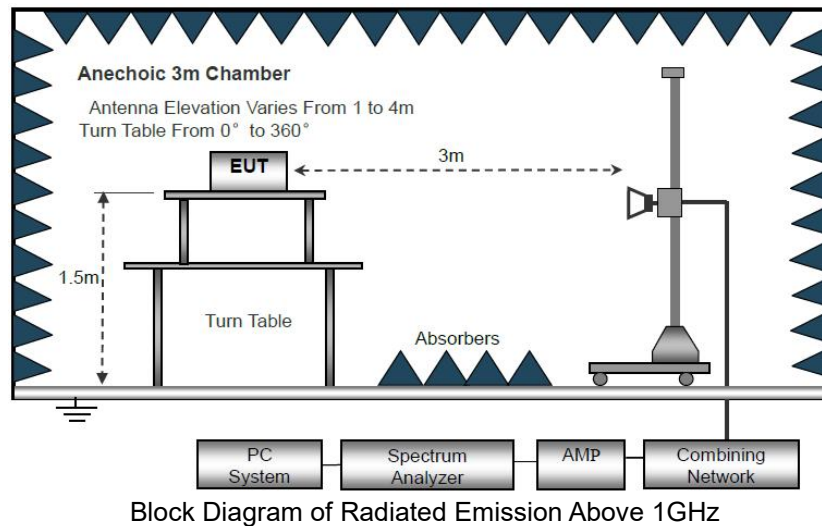 Anechoic 3m Chamber
Antenna Elevation Varies From 1 to 4m
Turn Table From 0° to 360°
EUT
3m
1.5m
Turn Table
Absorbers
PC
System
Spectrum
Analyzer
AMP
Combining
Network
Block Diagram of Radiated Emission Above 1GHz